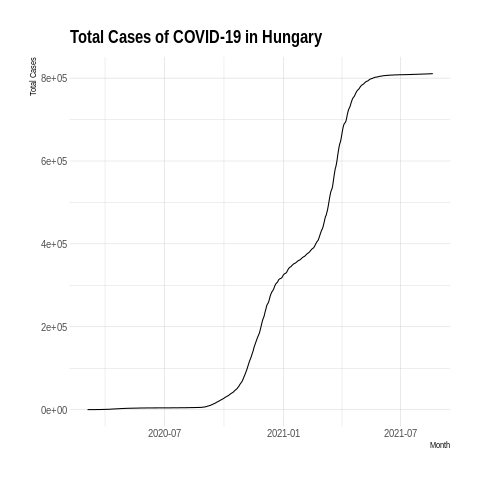 Total Cases of COVID-19 in Hungary
Total Cases
8e+05
6e+05
4e+05
2e+05
0e+00
2020-07
2021-01
2021-07
Month